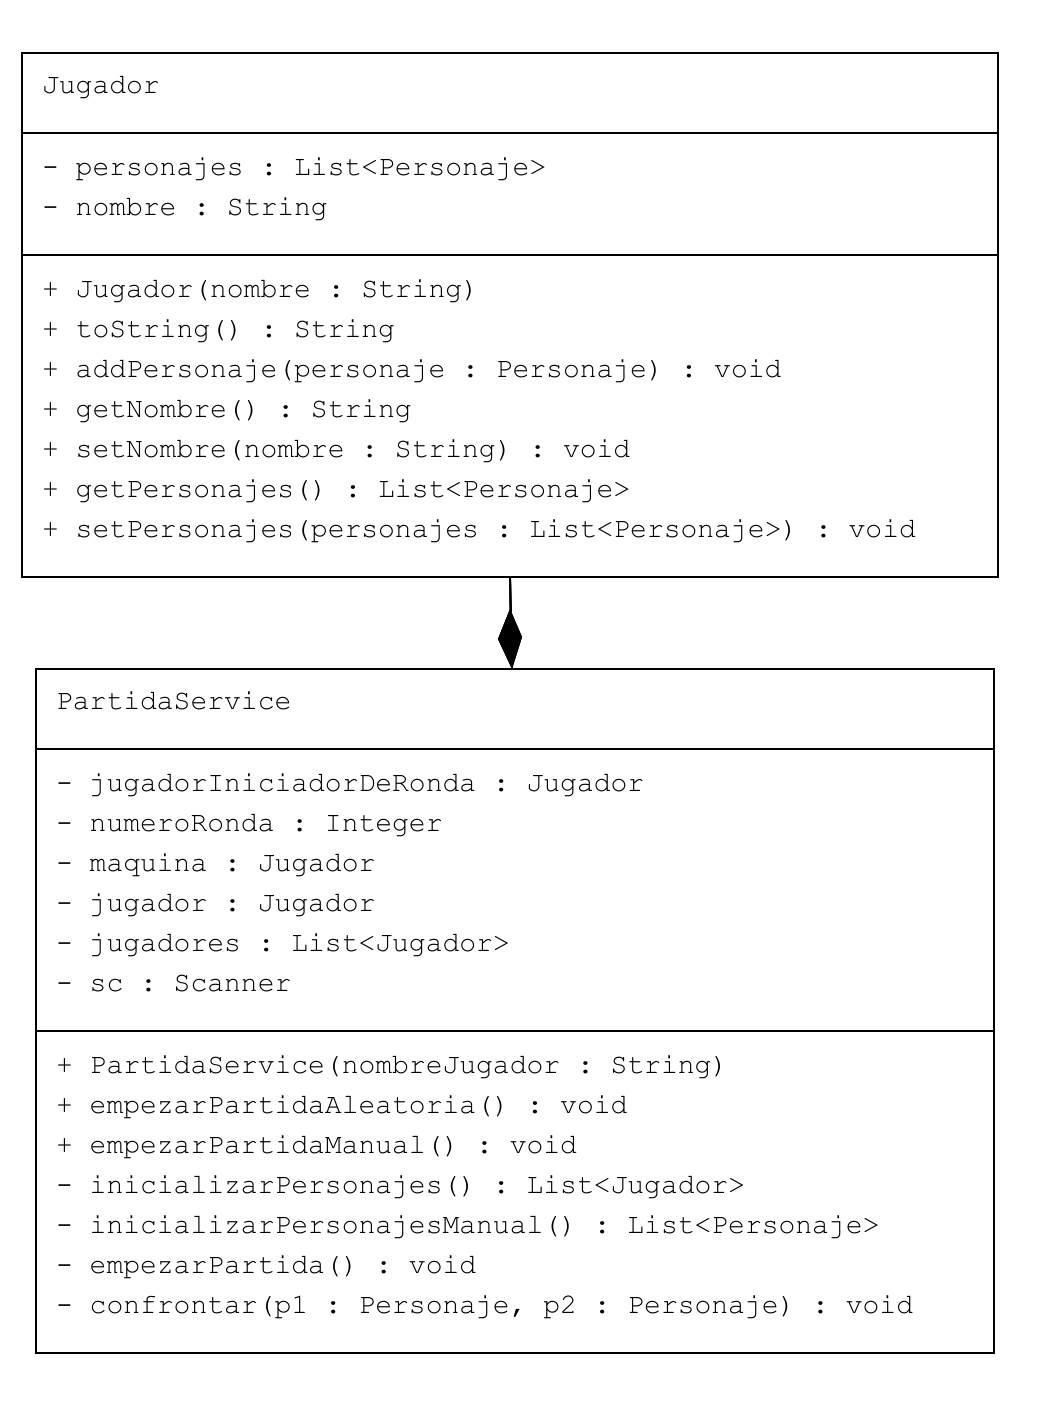 Jugador
- personajes : List<Personaje>
- nombre : String
+ Jugador(nombre : String)
+ toString() : String
+ addPersonaje(personaje : Personaje) : void
+ getNombre() : String
+ setNombre(nombre : String) : void
+ getPersonajes() : List<Personaje>
+ setPersonajes(personajes : List<Personaje>) : void
PartidaService
- jugadorIniciadorDeRonda : Jugador
- numeroRonda : Integer
- maquina : Jugador
- jugador : Jugador
- jugadores : List<Jugador>
- sc : Scanner
+ PartidaService(nombreJugador : String)
+ empezarPartidaAleatoria() : void
+ empezarPartidaManual() : void
- inicializarPersonajes() : List<Jugador>
- inicializarPersonajesManual() : List<Personaje>
- empezarPartida() : void
- confrontar(p1 : Personaje, p2 : Personaje) : void